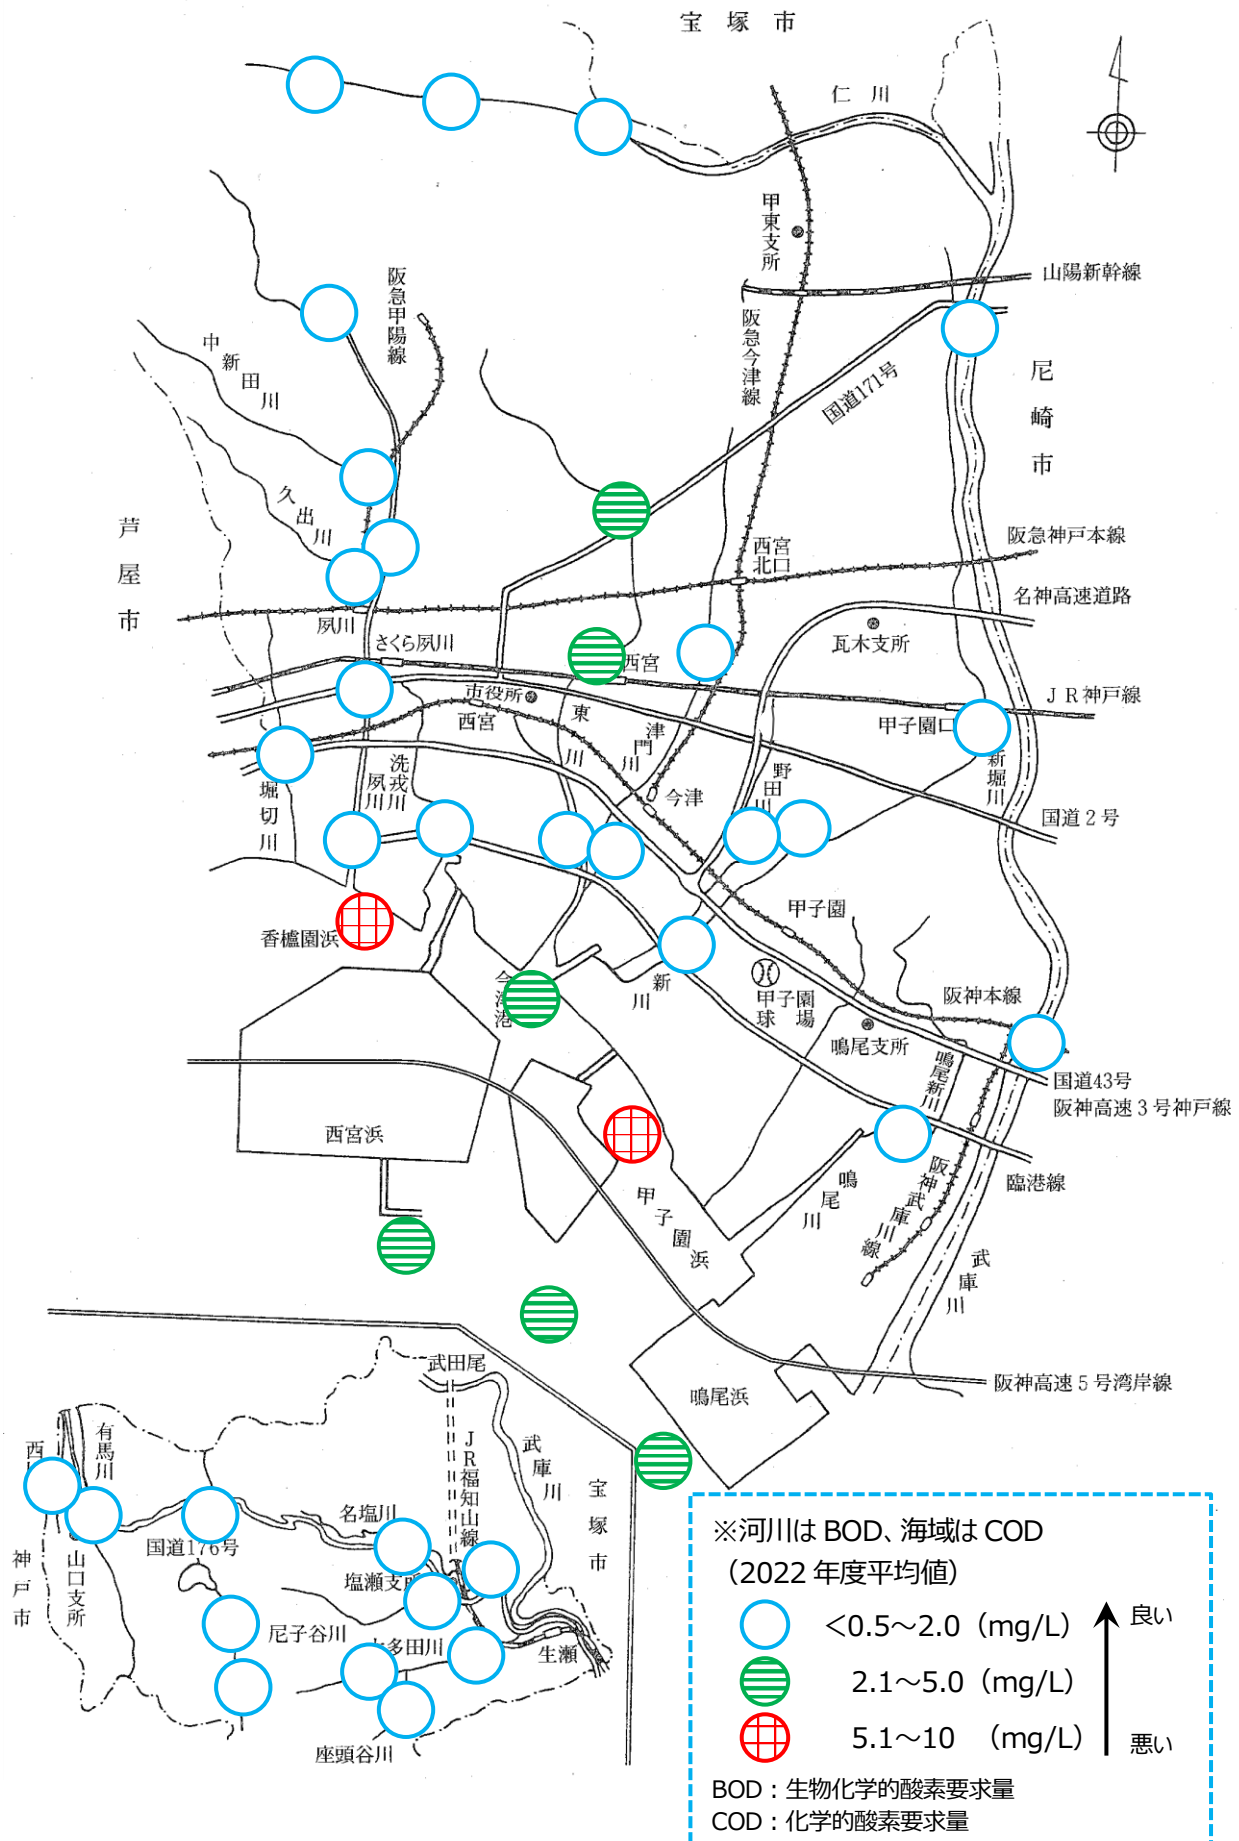 宝塚市
仁川
甲東支所
山陽新幹線
阪急甲陽線
阪急今津線
中新田川
国道171号
尼崎市
久出川
芦屋市
西宮北口
阪急神戸本線
名神高速道路
夙川
さくら夙川
瓦木支所
西宮
市役所
西宮
東川
津門川
甲子園口
JR神戸線
新堀川
堀切川
夙川
洗戎川
今津
野田川
国道2号
甲子園
香櫨園浜
今津港
新川
甲子園球場
阪神本線
鳴尾支所
鳴尾新川
国道43号
阪神高速3号神戸線
西宮浜
臨港線
阪神武庫川線
甲子園浜
鳴尾川
武庫川
阪神高速5号湾岸線
鳴尾浜
武田尾
有馬川
西
JR福知山線
武庫川
宝塚市
名塩川
国道176号
山口支所
神戸市
塩瀬支所
尼子谷川
多田川
生瀬
座頭谷川
※河川は BOD、海域は COD
（2022 年度平均値）
<0.5～2.0（mg/L）
良い
2.1～5.0（mg/L）
5.1～10 （mg/L）
悪い
BOD：生物化学的酸素要求量
COD：化学的酸素要求量